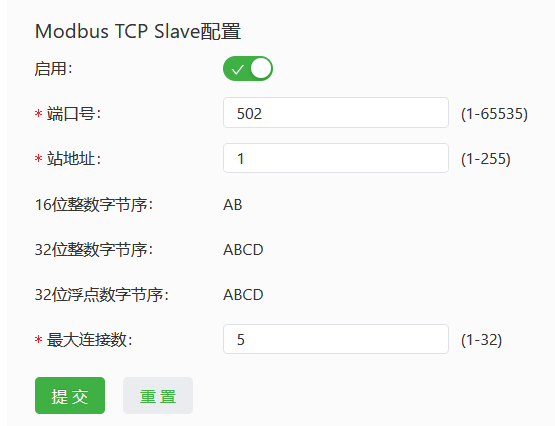 Modbus TCP Slave配置
启用:
* 端口号: 502 (1-65535)
* 站地址: 1 (1-255)
16位整数字节序: AB
32位整数字节序: ABCD
32位浮点数字节序: ABCD
* 最大连接数: 5 (1-32)
提交 重置